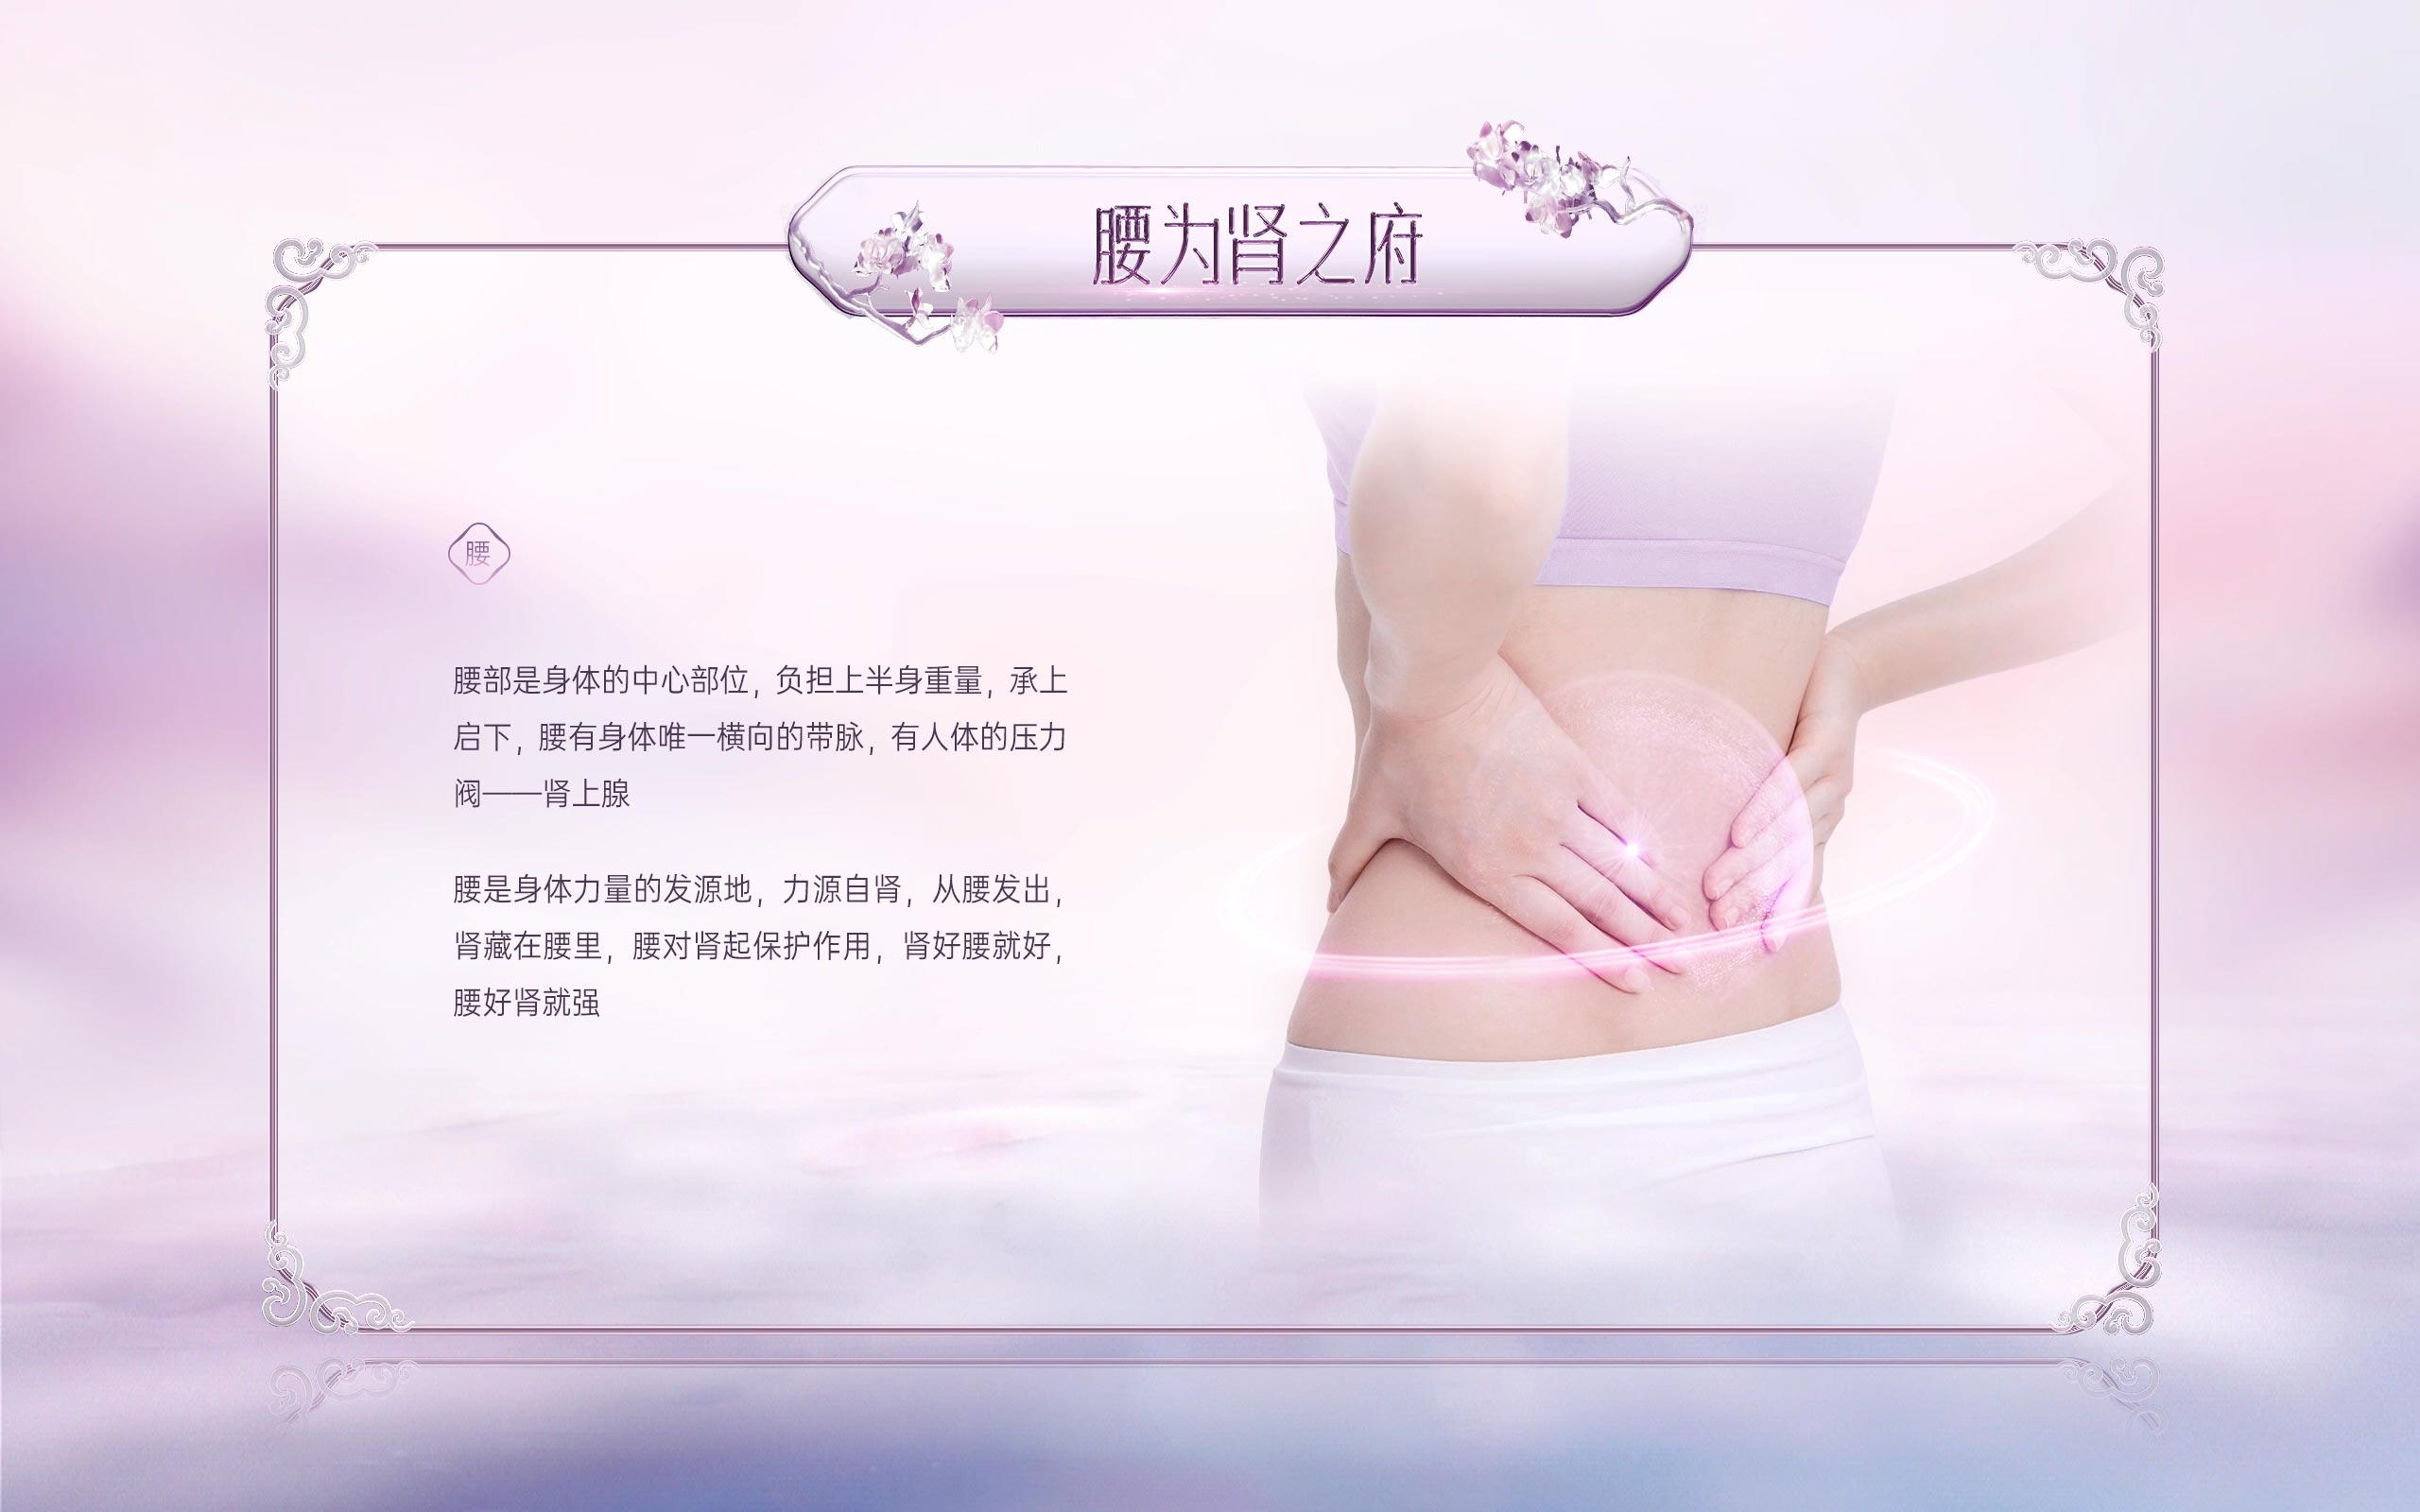 腰为肾之府
腰
腰部是身体的中心部位，负担上半身重量，承上
启下，腰有身体唯一横向的带脉，有人体的压力
阀——肾上腺
腰是身体力量的发源地，力源自肾，从腰发出，
肾藏在腰里，腰对肾起保护作用，肾好腰就好，
腰好肾就强